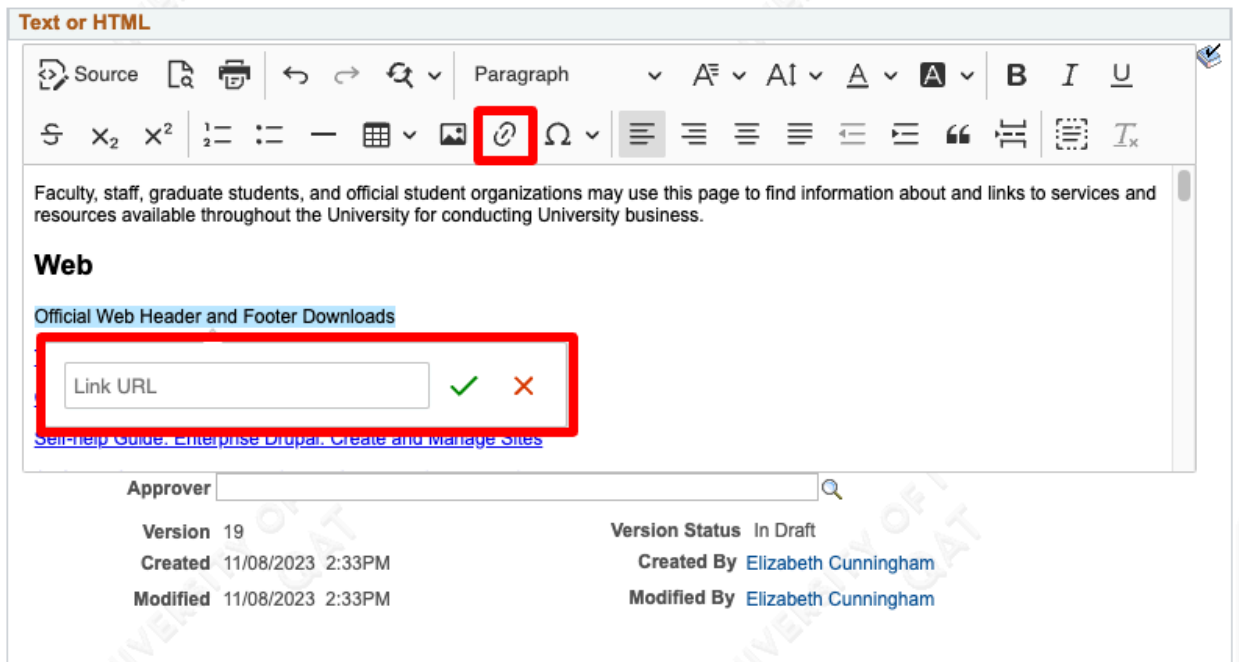 Text or HTML
Source Paragraph
Faculty, staff, graduate students, and official student organizations may use this page to find information about and links to services and
resources available throughout the University for conducting University business.
Web
Official Web Header and Footer Downloads
Link URL
Self-help Guide: Enterprise Drupal: Create and Manage Sites
Approver
Version 19 Version Status In Draft
Created 11/08/2023 2:33PM Created By Elizabeth Cunningham
Modified 11/08/2023 2:33PM Modified By Elizabeth Cunningham